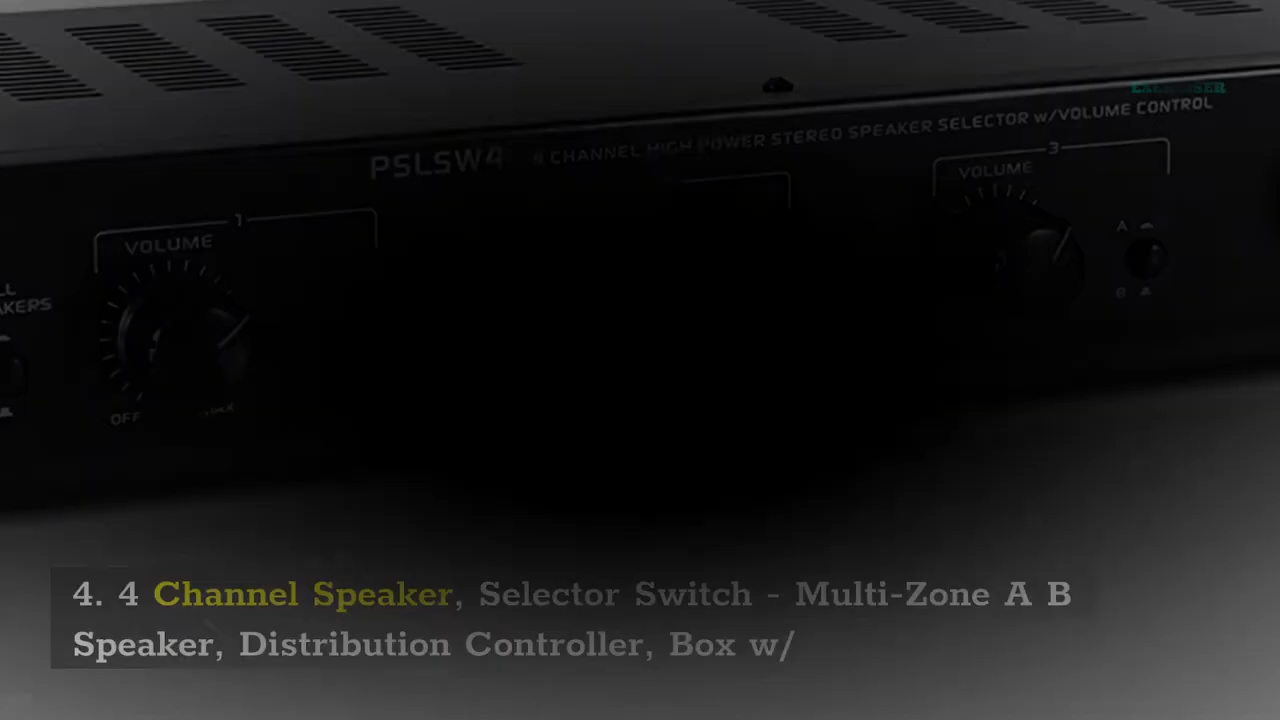 PSLSW4 4 CHANNEL HIGH POWER STEREO SPEAKER SELECTOR w/VOLUME CONTROL
1
VOLUME
OFF
3
VOLUME
A
B
4. 4 Channel Speaker, Selector Switch - Multi-Zone A B
Speaker, Distribution Controller, Box w/